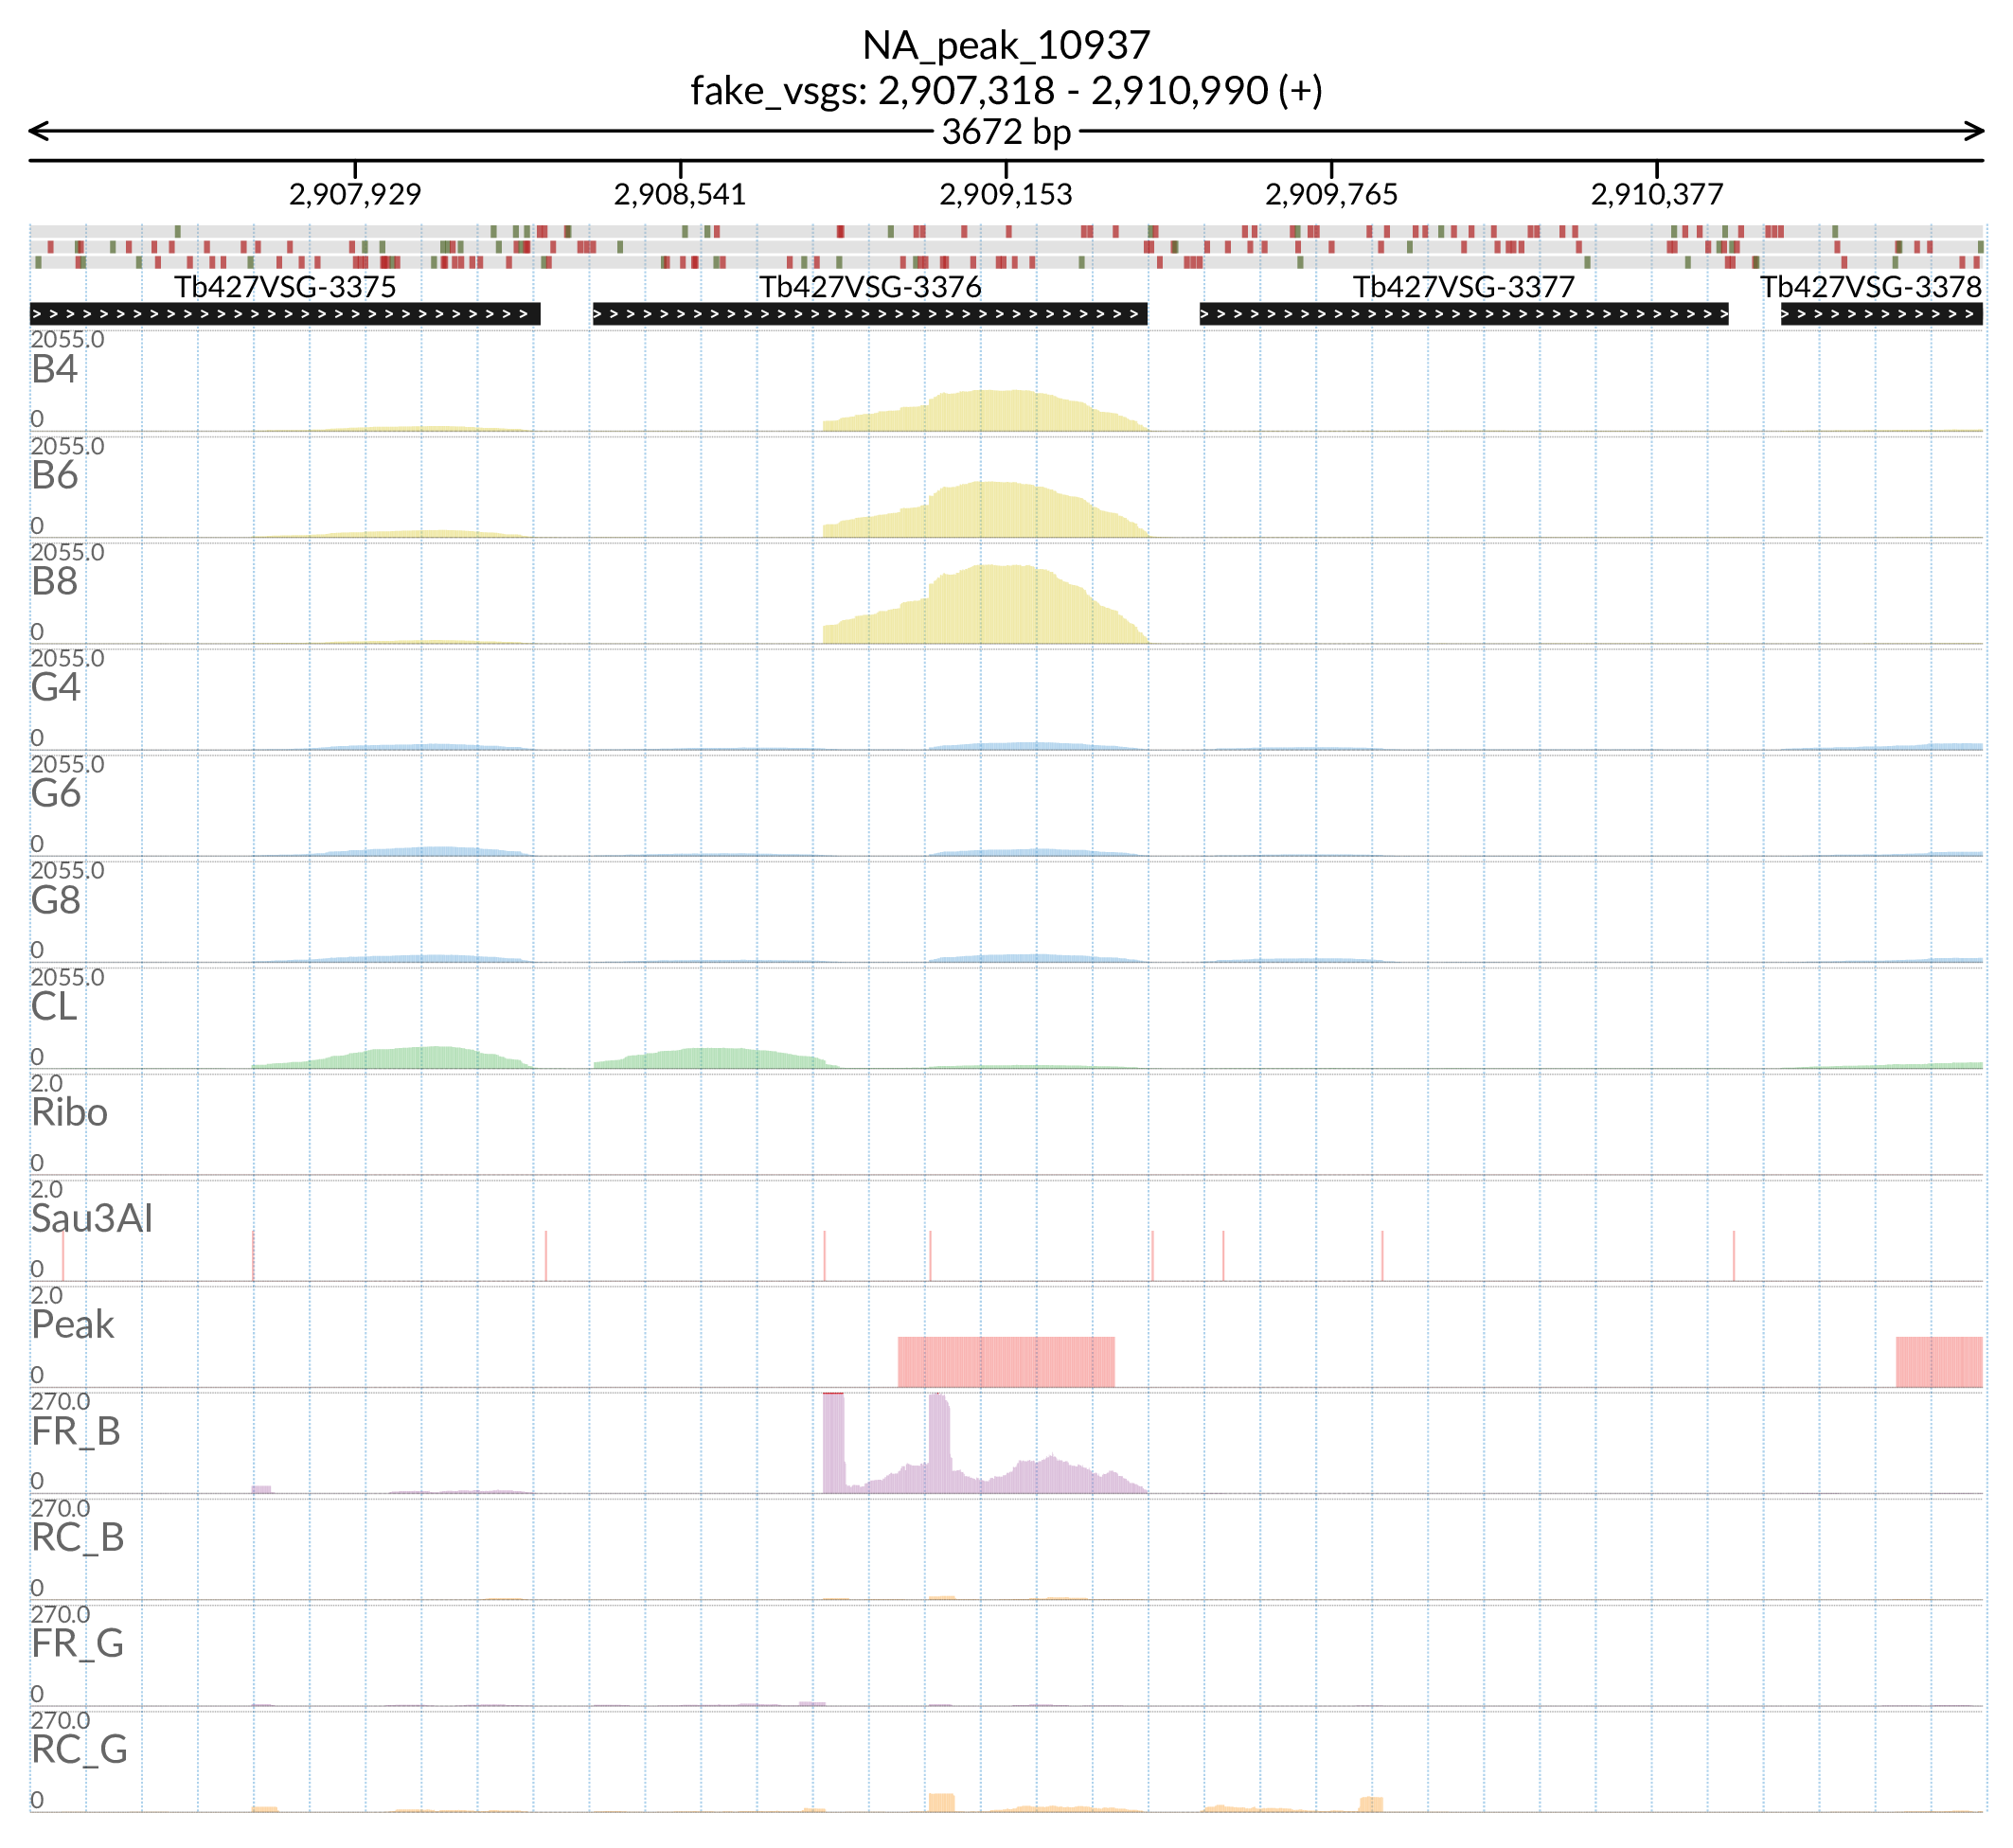 NA_peak_10937
fake_vsgs: 2,907,318 - 2,910,990 (+)
3672 bp
2,907,929 2,908,541 2,909,153 2,909,765 2,910,377
Tb427VSG-3375 Tb427VSG-3376 Tb427VSG-3377 Tb427VSG-3378
2055.0
B4
0
2055.0
B6
0
2055.0
B8
0
2055.0
G4
0
2055.0
G6
0
2055.0
G8
0
2055.0
CL
0
2.0
Ribo
0
2.0
Sau3AI
0
2.0
Peak
0
270.0
FR_B
0
270.0
RC_B
0
270.0
FR_G
0
270.0
RC_G
0